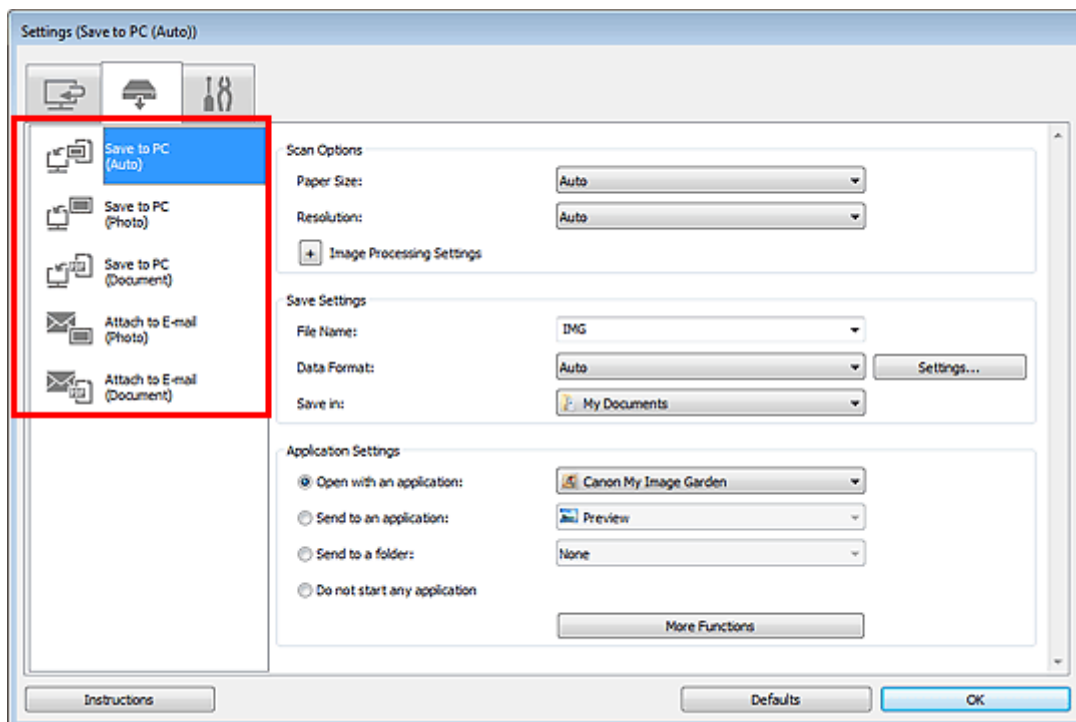 Settings (Save to PC (Auto))
Save to PC
(Auto)
Save to PC
(Photo)
Save to PC
(Document)
Attach to E-mail
(Photo)
Attach to E-mail
(Document)
Scan Options
Paper Size: Auto
Resolution: Auto
+ Image Processing Settings
Save Settings
File Name: IMG
Data Format: Auto Settings...
Save in: My Documents
Application Settings
Open with an application: Canon My Image Garden
Send to an application: Preview
Send to a folder: None
Do not start any application
More Functions
Instructions Defaults OK